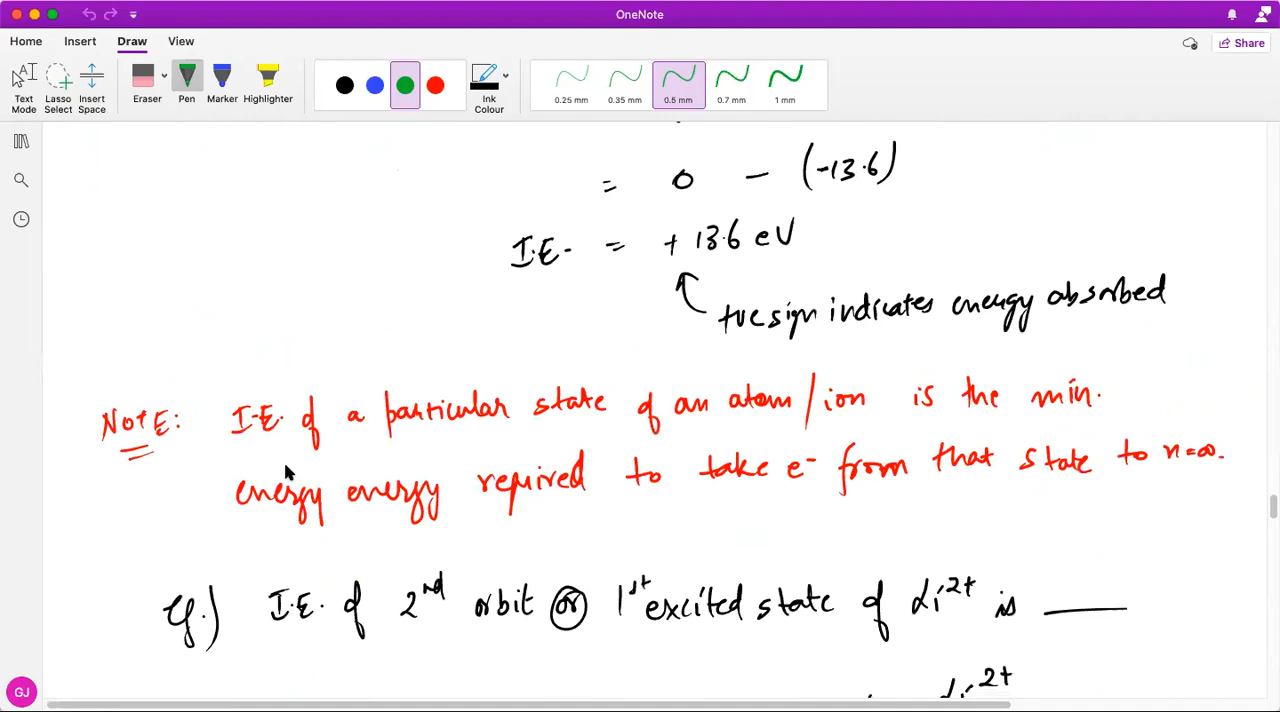 OneNote
Home Insert Draw View
Share
Text Mode
Lasso Select
Insert Space
Eraser
Pen
Marker
Highlighter
Ink Colour
0.25 mm
0.35 mm
0.5 mm
0.7 mm
1 mm
= 0 - (-13.6)
I.E. = + 13.6 eV
+ve sign indicates energy absorbed
NOTE: I.E. of a particular state of an atom/ion is the min.
energy energy required to take e⁻ from that state to n=∞.
eg.) I.E. of 2nd orbit or 1st excited state of Li2+ is ____
Li2+
GJ